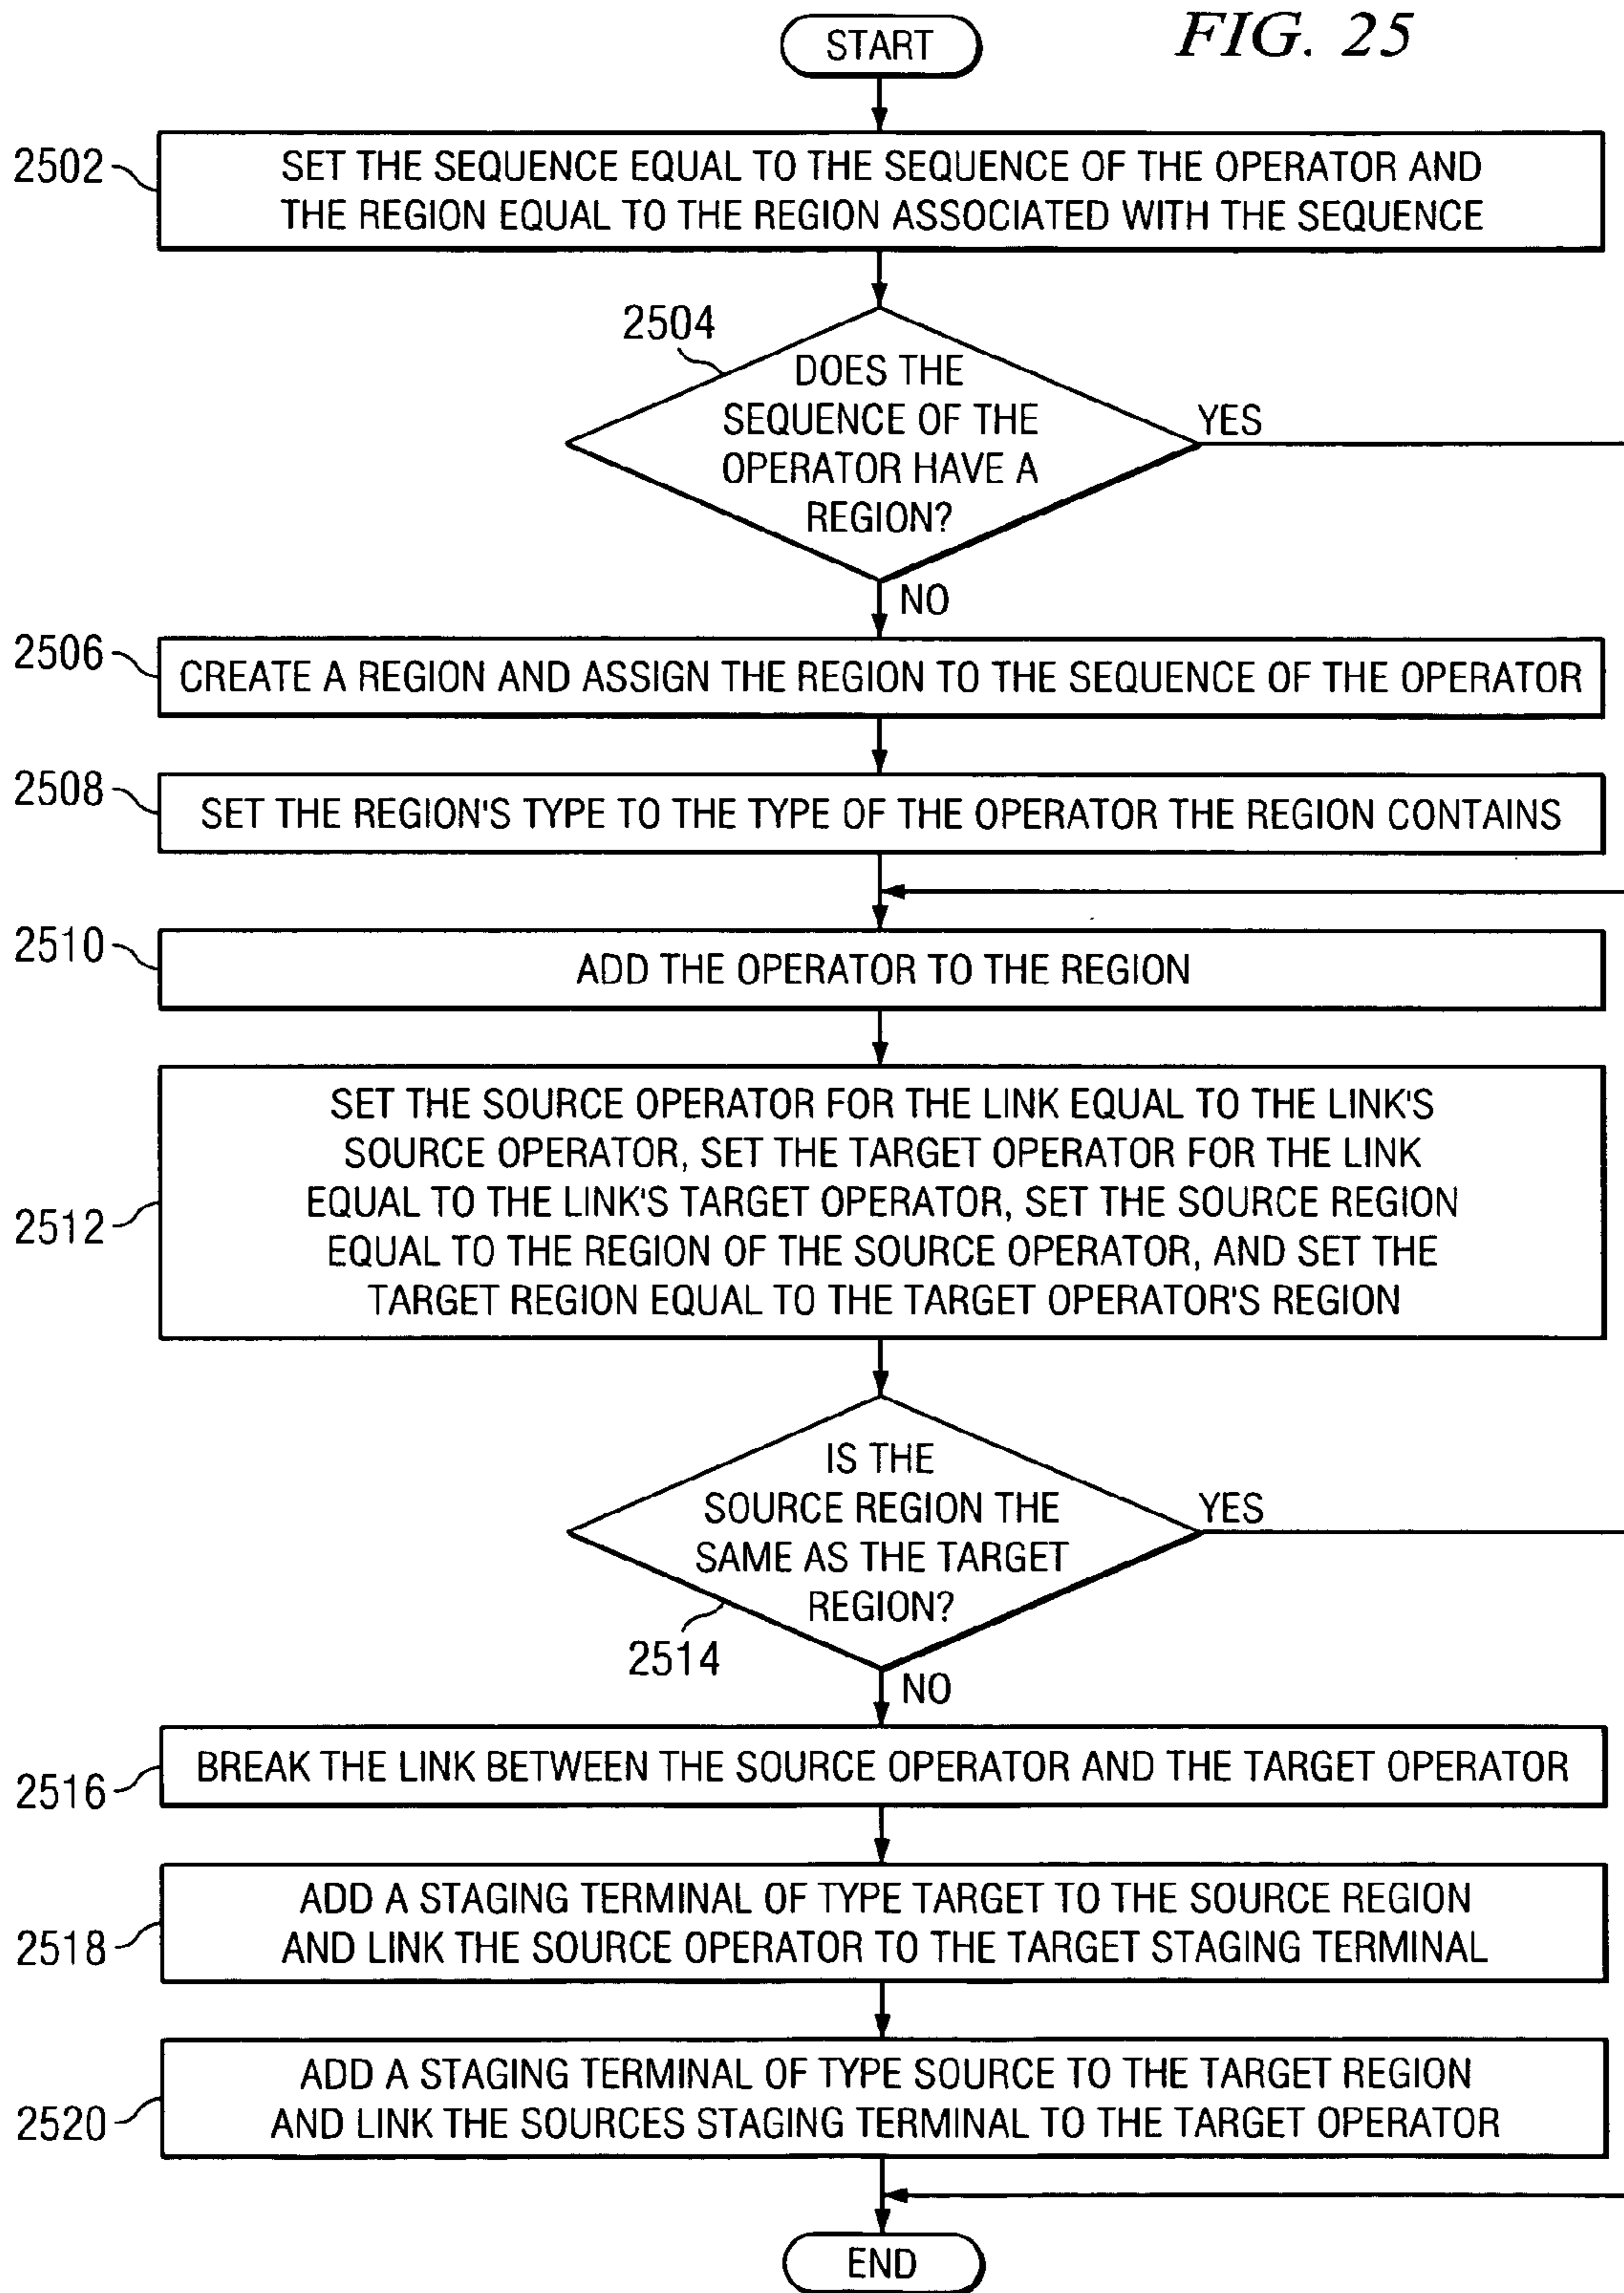 FIG. 25
START
2502
SET THE SEQUENCE EQUAL TO THE SEQUENCE OF THE OPERATOR AND
THE REGION EQUAL TO THE REGION ASSOCIATED WITH THE SEQUENCE
2504
DOES THE
SEQUENCE OF THE
OPERATOR HAVE A
REGION?
YES
NO
2506
CREATE A REGION AND ASSIGN THE REGION TO THE SEQUENCE OF THE OPERATOR
2508
SET THE REGION'S TYPE TO THE TYPE OF THE OPERATOR THE REGION CONTAINS
2510
ADD THE OPERATOR TO THE REGION
2512
SET THE SOURCE OPERATOR FOR THE LINK EQUAL TO THE LINK'S
SOURCE OPERATOR, SET THE TARGET OPERATOR FOR THE LINK
EQUAL TO THE LINK'S TARGET OPERATOR, SET THE SOURCE REGION
EQUAL TO THE REGION OF THE SOURCE OPERATOR, AND SET THE
TARGET REGION EQUAL TO THE TARGET OPERATOR'S REGION
IS THE
SOURCE REGION THE
SAME AS THE TARGET
REGION?
YES
2514
NO
2516
BREAK THE LINK BETWEEN THE SOURCE OPERATOR AND THE TARGET OPERATOR
2518
ADD A STAGING TERMINAL OF TYPE TARGET TO THE SOURCE REGION
AND LINK THE SOURCE OPERATOR TO THE TARGET STAGING TERMINAL
2520
ADD A STAGING TERMINAL OF TYPE SOURCE TO THE TARGET REGION
AND LINK THE SOURCES STAGING TERMINAL TO THE TARGET OPERATOR
END